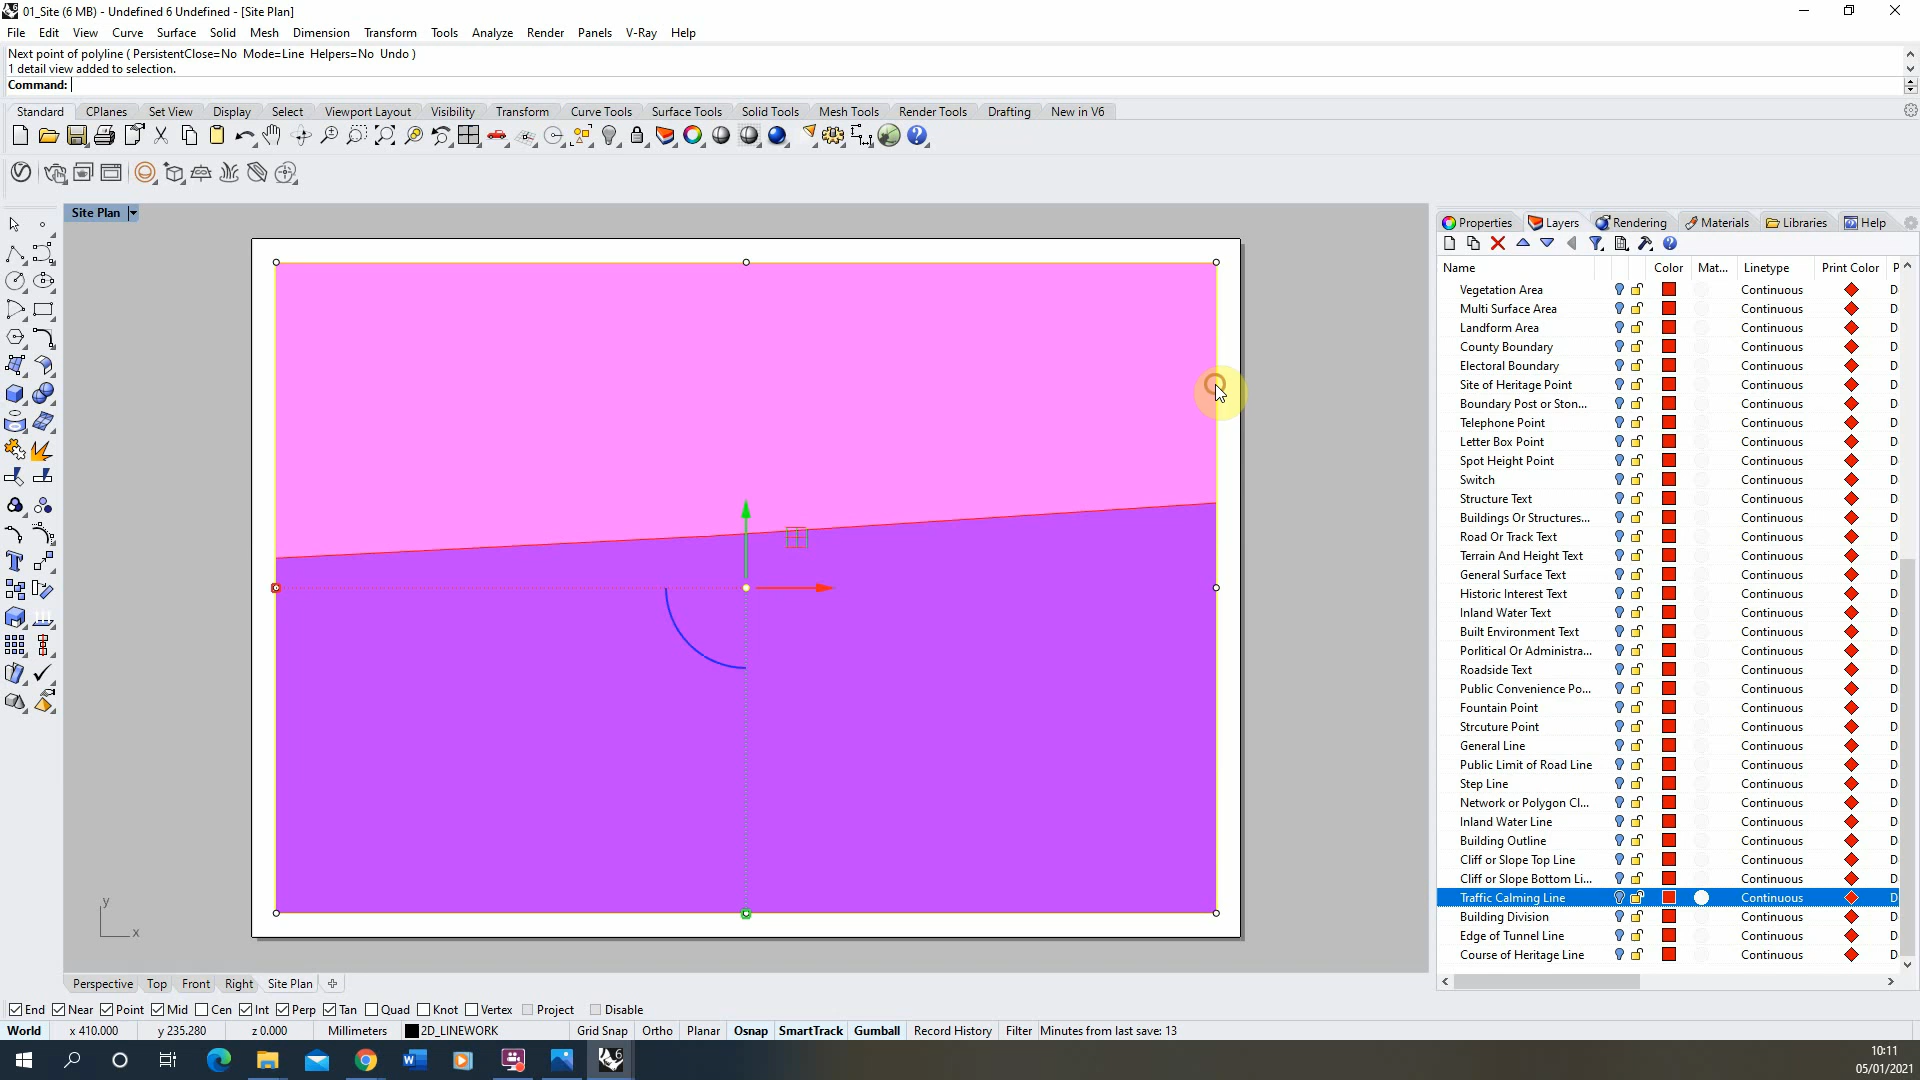 01_Site (6 MB) - Undefined 6 Undefined - [Site Plan]
File Edit View Curve Surface Solid Mesh Dimension Transform Tools Analyze Render Panels V-Ray Help
Next point of polyline ( PersistentClose=No Mode=Line Helpers=No Undo )
1 detail view added to selection.
Command:
Standard CPlanes Set View Display Select Viewport Layout Visibility Transform Curve Tools Surface Tools Solid Tools Mesh Tools Render Tools Drafting New in V6
Site Plan
Properties Layers Rendering Materials Libraries Help
Name Color Mat... Linetype Print Color P
Vegetation Area Continuous D
Multi Surface Area Continuous D
Landform Area Continuous D
County Boundary Continuous D
Electoral Boundary Continuous D
Site of Heritage Point Continuous D
Boundary Post or Ston... Continuous D
Telephone Point Continuous D
Letter Box Point Continuous D
Spot Height Point Continuous D
Switch Continuous D
Structure Text Continuous D
Buildings Or Structures... Continuous D
Road Or Track Text Continuous D
Terrain And Height Text Continuous D
General Surface Text Continuous D
Historic Interest Text Continuous D
Inland Water Text Continuous D
Built Environment Text Continuous D
Porlitical Or Administra... Continuous D
Roadside Text Continuous D
Public Convenience Po... Continuous D
Fountain Point Continuous D
Strcuture Point Continuous D
General Line Continuous D
Public Limit of Road Line Continuous D
Step Line Continuous D
Network or Polygon Cl... Continuous D
Inland Water Line Continuous D
Building Outline Continuous D
Cliff or Slope Top Line Continuous D
Cliff or Slope Bottom Li... Continuous D
Traffic Calming Line Continuous D
Building Division Continuous D
Edge of Tunnel Line Continuous D
Course of Heritage Line Continuous D
y
x
Perspective Top Front Right Site Plan
End Near Point Mid Cen Int Perp Tan Quad Knot Vertex Project Disable
World x 410.000 y 235.280 z 0.000 Millimeters 2D_LINEWORK Grid Snap Ortho Planar Osnap SmartTrack Gumball Record History Filter Minutes from last save: 13
10:11
05/01/2021